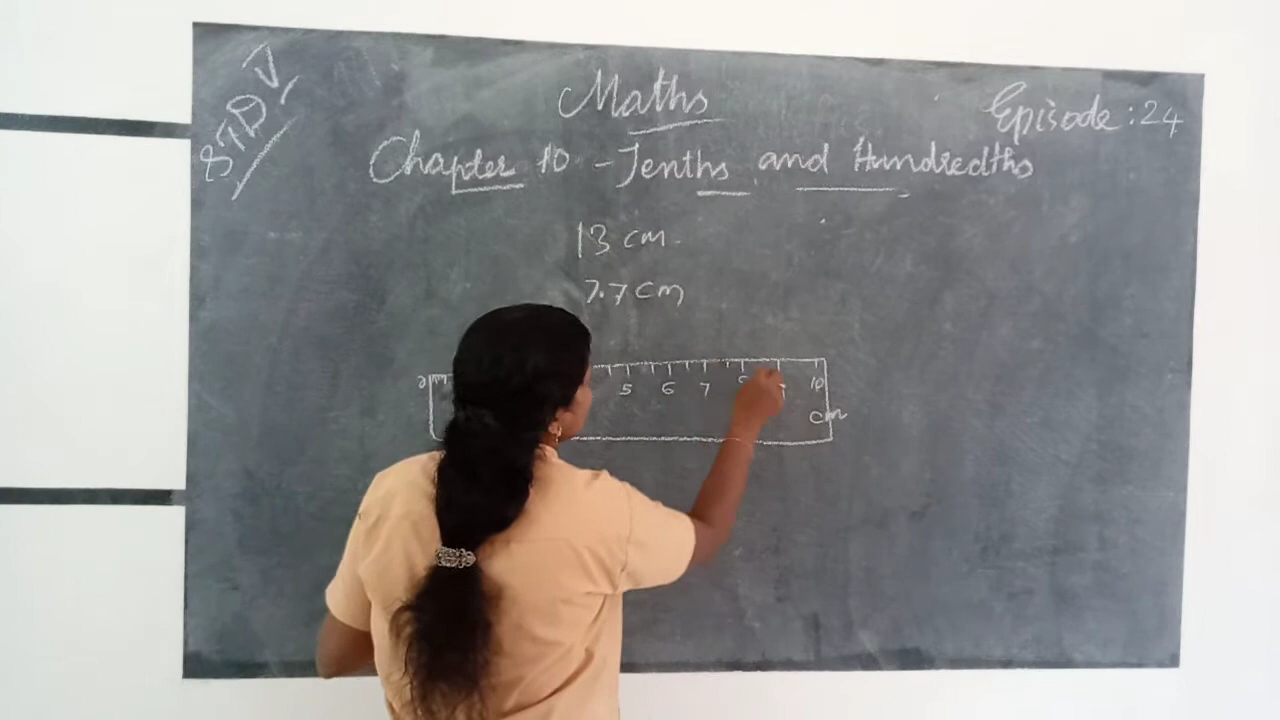 STD V
Maths
Episode : 24
Chapter 10 - Tenths and Hundredths
13 cm
7.7 cm
5 6 7 10
cm